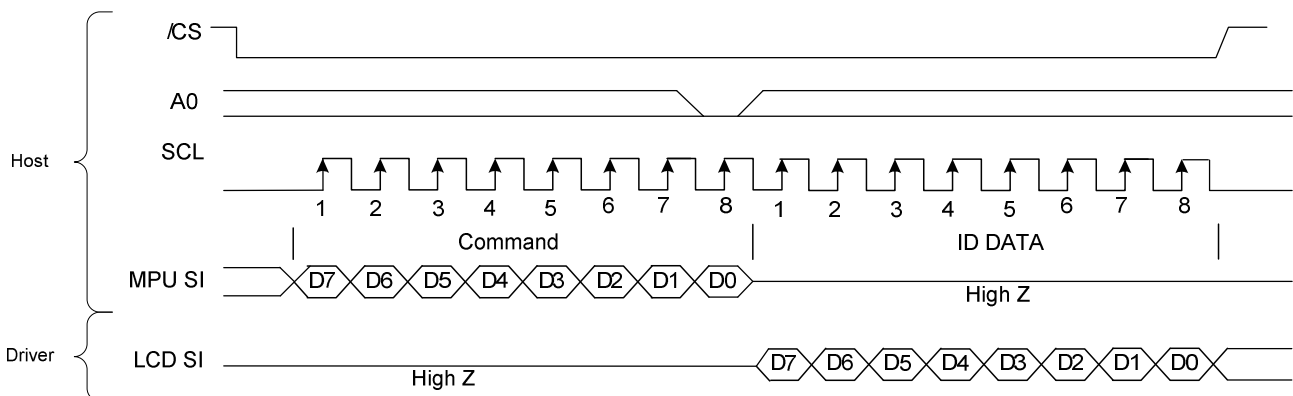 /CS
A0
SCL
Host
1 2 3 4 5 6 7 8 1 2 3 4 5 6 7 8
Command ID DATA
MPU SI D7 D6 D5 D4 D3 D2 D1 D0
High Z
Driver
LCD SI D7 D6 D5 D4 D3 D2 D1 D0
High Z